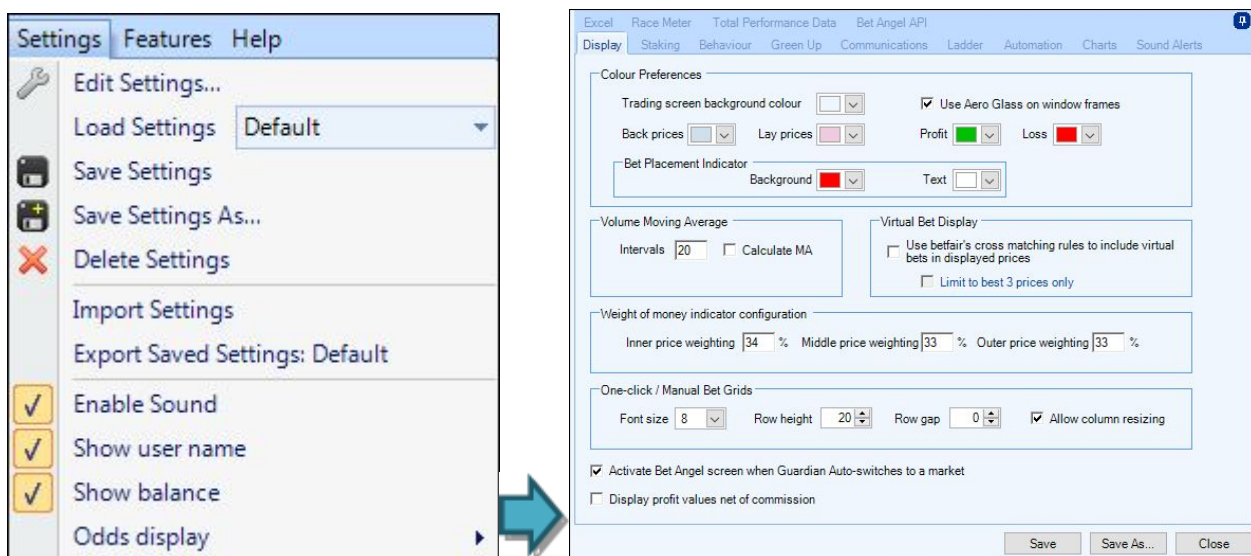 Settings Features Help
Edit Settings...
Load Settings Default
Save Settings
Save Settings As...
Delete Settings
Import Settings
Export Saved Settings: Default
Enable Sound
Show user name
Show balance
Odds display
Excel Race Meter Total Performance Data Bet Angel API
Display Staking Behaviour Green Up Communications Ladder Automation Charts Sound Alerts
Colour Preferences
Trading screen background colour Use Aero Glass on window frames
Back prices Lay prices Profit Loss
Bet Placement Indicator
Background Text
Volume Moving Average Virtual Bet Display
Intervals 20 Calculate MA Use betfair's cross matching rules to include virtual
bets in displayed prices
Limit to best 3 prices only
Weight of money indicator configuration
Inner price weighting 34 % Middle price weighting 33 % Outer price weighting 33 %
One-click / Manual Bet Grids
Font size 8 Row height 20 Row gap 0 Allow column resizing
Activate Bet Angel screen when Guardian Auto-switches to a market
Display profit values net of commission
Save Save As... Close